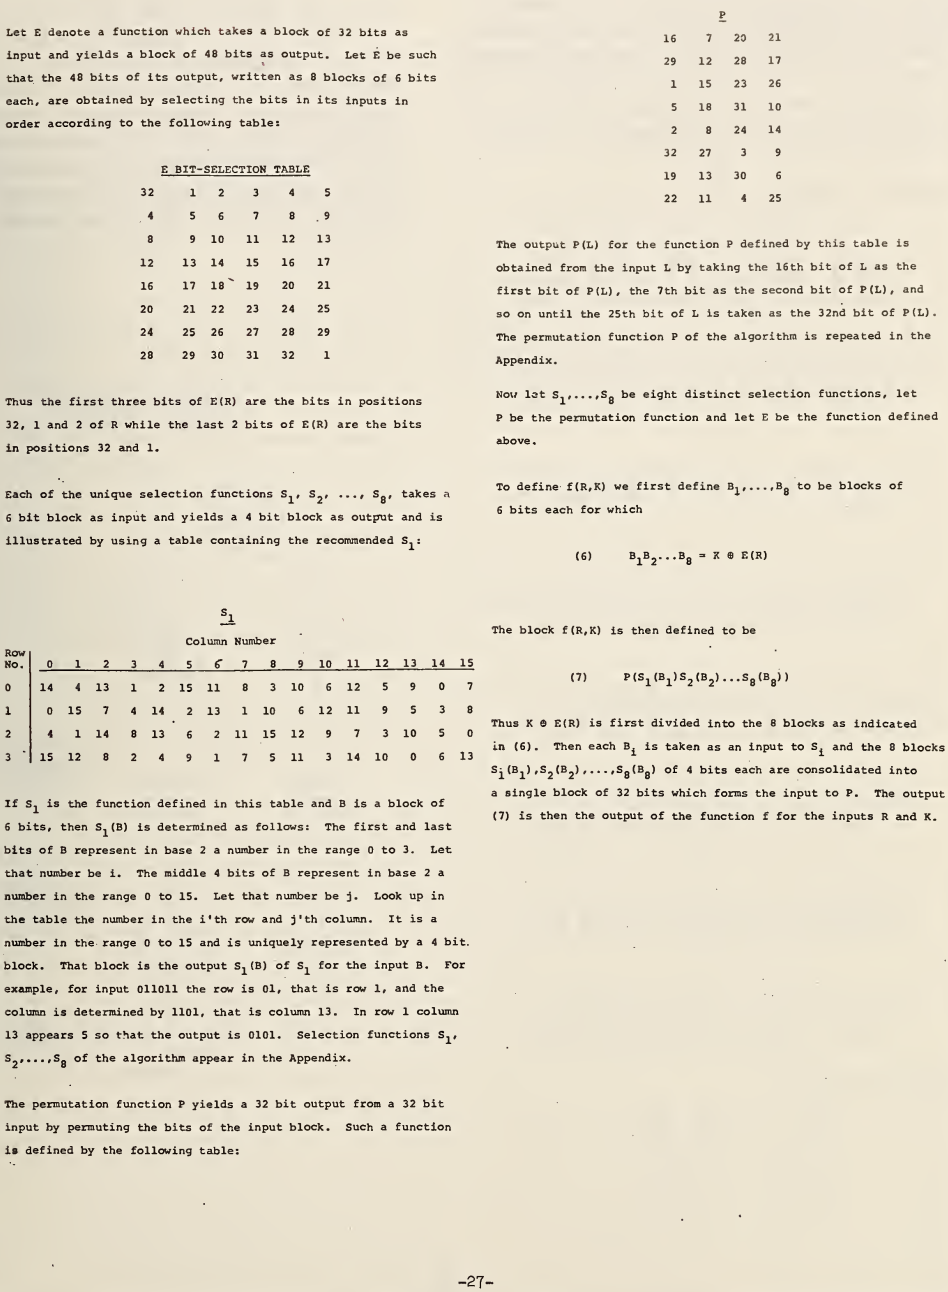 Let E denote a function which takes a block of 32 bits as
input and yields a block of 48 bits as output. Let E be such
that the 48 bits of its output, written as 8 blocks of 6 bits
each, are obtained by selecting the bits in its inputs in
order according to the following table:
E BIT-SELECTION TABLE
32 1 2 3 4 5
4 5 6 7 8 9
8 9 10 11 12 13
12 13 14 15 16 17
16 17 18 19 20 21
20 21 22 23 24 25
24 25 26 27 28 29
28 29 30 31 32 1
Thus the first three bits of E(R) are the bits in positions
32, 1 and 2 of R while the last 2 bits of E(R) are the bits
in positions 32 and 1.
Each of the unique selection functions S1, S2, ..., S8, takes a
6 bit block as input and yields a 4 bit block as output and is
illustrated by using a table containing the recommended S1:
S1
Column Number
Row
No. 0 1 2 3 4 5 6 7 8 9 10 11 12 13 14 15
0 14 4 13 1 2 15 11 8 3 10 6 12 5 9 0 7
1 0 15 7 4 14 2 13 1 10 6 12 11 9 5 3 8
2 4 1 14 8 13 6 2 11 15 12 9 7 3 10 5 0
3 15 12 8 2 4 9 1 7 5 11 3 14 10 0 6 13
If S1 is the function defined in this table and B is a block of
6 bits, then S1(B) is determined as follows: The first and last
bits of B represent in base 2 a number in the range 0 to 3. Let
that number be i. The middle 4 bits of B represent in base 2 a
number in the range 0 to 15. Let that number be j. Look up in
the table the number in the i'th row and j'th column. It is a
number in the range 0 to 15 and is uniquely represented by a 4 bit
block. That block is the output S1(B) of S1 for the input B. For
example, for input 011011 the row is 01, that is row 1, and the
column is determined by 1101, that is column 13. In row 1 column
13 appears 5 so that the output is 0101. Selection functions S1,
S2,...,S8 of the algorithm appear in the Appendix.
The permutation function P yields a 32 bit output from a 32 bit
input by permuting the bits of the input block. Such a function
is defined by the following table:
P
16 7 20 21
29 12 28 17
1 15 23 26
5 18 31 10
2 8 24 14
32 27 3 9
19 13 30 6
22 11 4 25
The output P(L) for the function P defined by this table is
obtained from the input L by taking the 16th bit of L as the
first bit of P(L), the 7th bit as the second bit of P(L), and
so on until the 25th bit of L is taken as the 32nd bit of P(L).
The permutation function P of the algorithm is repeated in the
Appendix.
Now let S1,...,S8 be eight distinct selection functions, let
P be the permutation function and let E be the function defined
above.
To define f(R,K) we first define B1,...,B8 to be blocks of
6 bits each for which
(6) B1B2...B8 = K ⊕ E(R)
The block f(R,K) is then defined to be
(7) P(S1(B1)S2(B2)...S8(B8))
Thus K ⊕ E(R) is first divided into the 8 blocks as indicated
in (6). Then each Bi is taken as an input to Si and the 8 blocks
Si(B1),S2(B2),...,S8(B8) of 4 bits each are consolidated into
a single block of 32 bits which forms the input to P. The output
(7) is then the output of the function f for the inputs R and K.
-27-